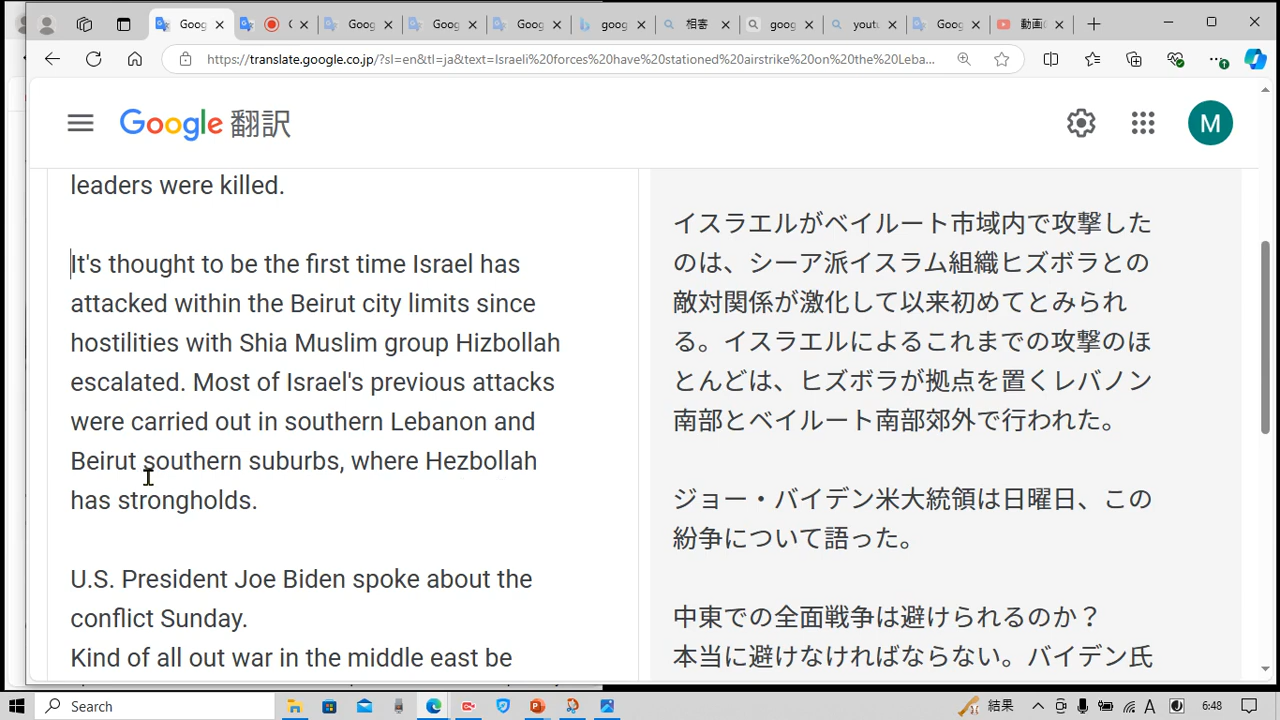 Goog
G
Goog
Goog
Goog
goog
相客
goog
youtu
Goog
動画の
https://translate.google.co.jp/?sl=en&tl=ja&text=Israeli%20forces%20have%20stationed%20airstrike%20on%20the%20Leba...
Google 翻訳
M
leaders were killed.
It's thought to be the first time Israel has
attacked within the Beirut city limits since
hostilities with Shia Muslim group Hizbollah
escalated. Most of Israel's previous attacks
were carried out in southern Lebanon and
Beirut southern suburbs, where Hezbollah
has strongholds.
U.S. President Joe Biden spoke about the
conflict Sunday.
Kind of all out war in the middle east be
イスラエルがベイルート市域内で攻撃した
のは、シーア派イスラム組織ヒズボラとの
敵対関係が激化して以来初めてとみられ
る。イスラエルによるこれまでの攻撃のほ
とんどは、ヒズボラが拠点を置くレバノン
南部とベイルート南部郊外で行われた。
ジョー・バイデン米大統領は日曜日、この
紛争について語った。
中東での全面戦争は避けられるのか？
本当に避けなければならない。バイデン氏
Search
結果
A
6:48